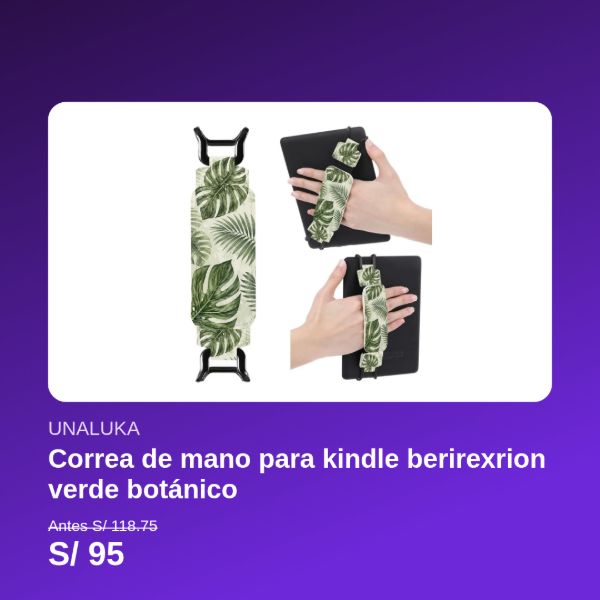 UNALUKA
Correa de mano para kindle berirexrion
verde botánico
Antes S/ 118.75
S/ 95